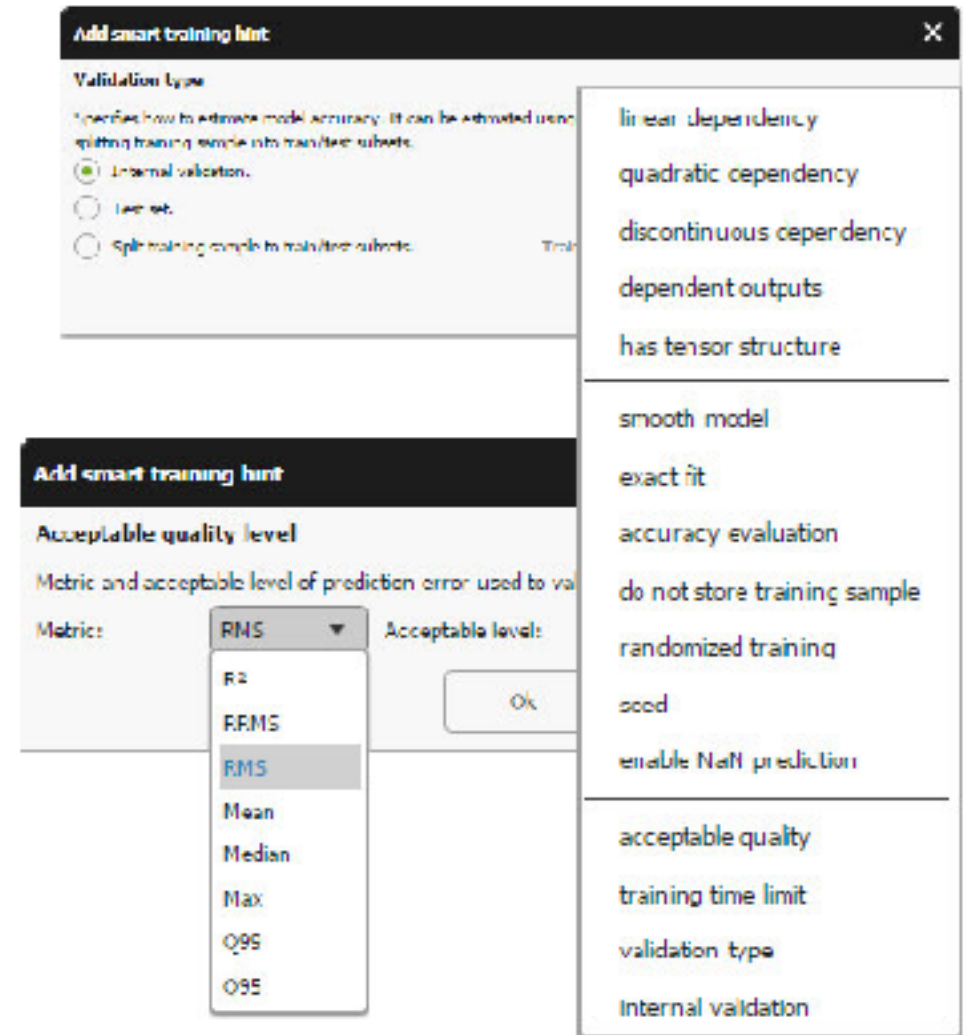 Add smart training hint
Validation type
Specifies how to estimate model accuracy. It can be estimated using
splitting training sample into train/test subsets.
Internal validation.
Test set.
Split training sample to train/test subsets.
linear dependency
quadratic dependency
discontinuous dependency
dependent outputs
has tensor structure
smooth model
exact fit
accuracy evaluation
do not store training sample
randomized training
seed
enable NaN prediction
acceptable quality
training time limit
validation type
internal validation
Add smart training hint
Acceptable quality level
Metric and acceptable level of prediction error used to val
Metric:
RMS
Acceptable level:
Ok
R²
RRMS
RMS
Mean
Median
Max